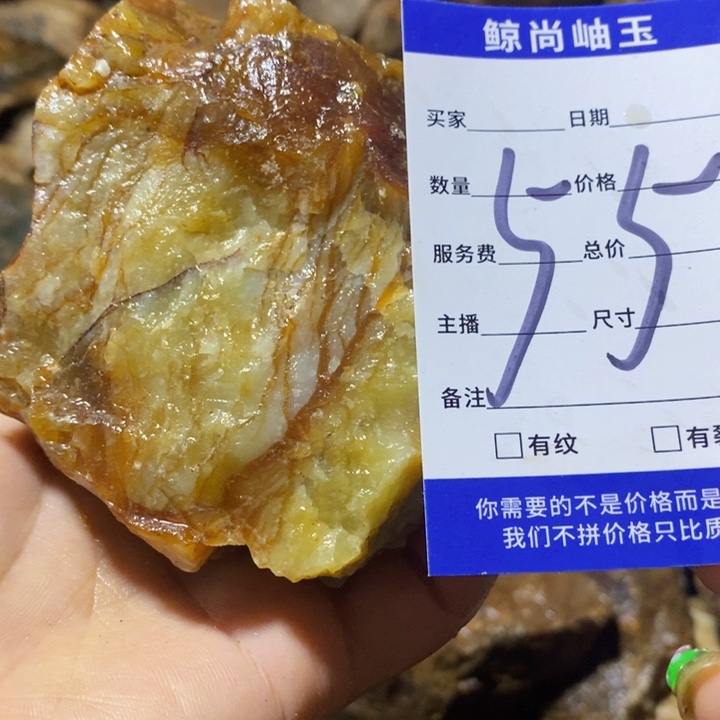 鲸尚岫玉
买家 日期
数量 价格
服务费 总价
主播 尺寸
备注
55
有纹 有裂
你需要的不是价格而是
我们不拼价格只比质